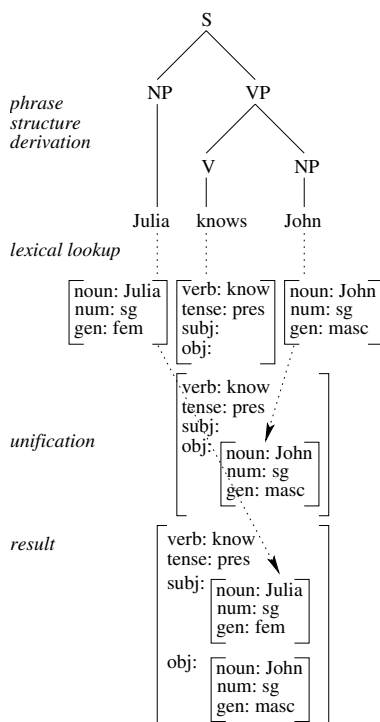 S
NP VP
phrase
structure
derivation
V NP
Julia knows John
lexical lookup
noun: Julia
num: sg
gen: fem
verb: know
tense: pres
subj:
obj:
noun: John
num: sg
gen: masc
unification
verb: know
tense: pres
subj:
obj:
noun: John
num: sg
gen: masc
result
verb: know
tense: pres
subj:
noun: Julia
num: sg
gen: fem
obj:
noun: John
num: sg
gen: masc